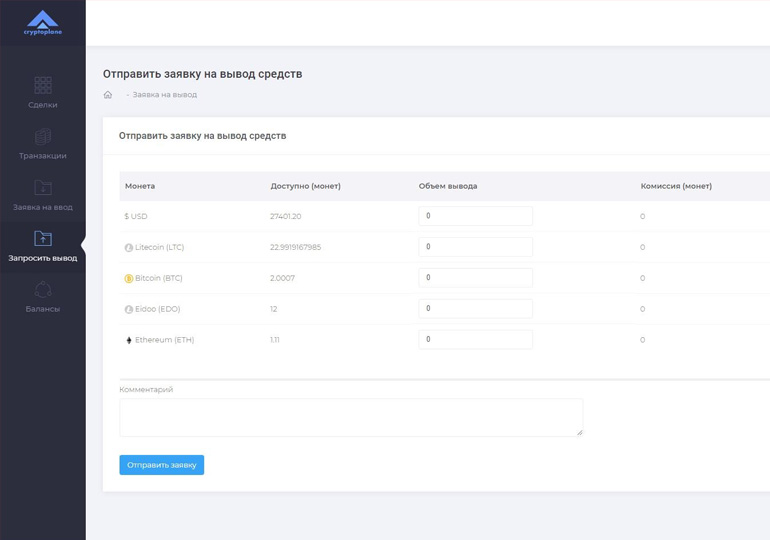 cryptoplane
Сделки
Транзакции
Заявка на ввод
Запросить вывод
Балансы
Отправить заявку на вывод средств
- Заявка на вывод
Отправить заявку на вывод средств
Монета Доступно (монет) Объем вывода Комиссия (монет)
$ USD 27401.20 0 0
Litecoin (LTC) 22.9919167985 0 0
Bitcoin (BTC) 2.0007 0 0
Eidoo (EDO) 12 0 0
Ethereum (ETH) 1.11 0 0
Комментарий
Отправить заявку